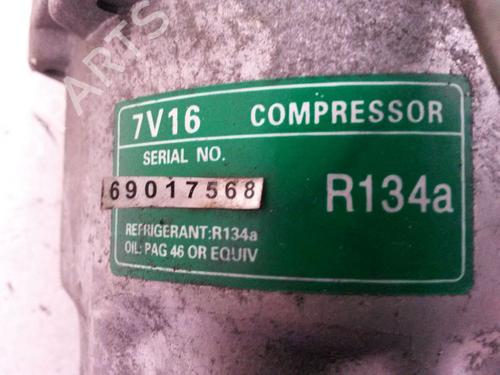 7V16 COMPRESSOR
SERIAL NO.
69017568
R134a
REFRIGERANT:R134a
OIL: PAG 46 OR EQUIV